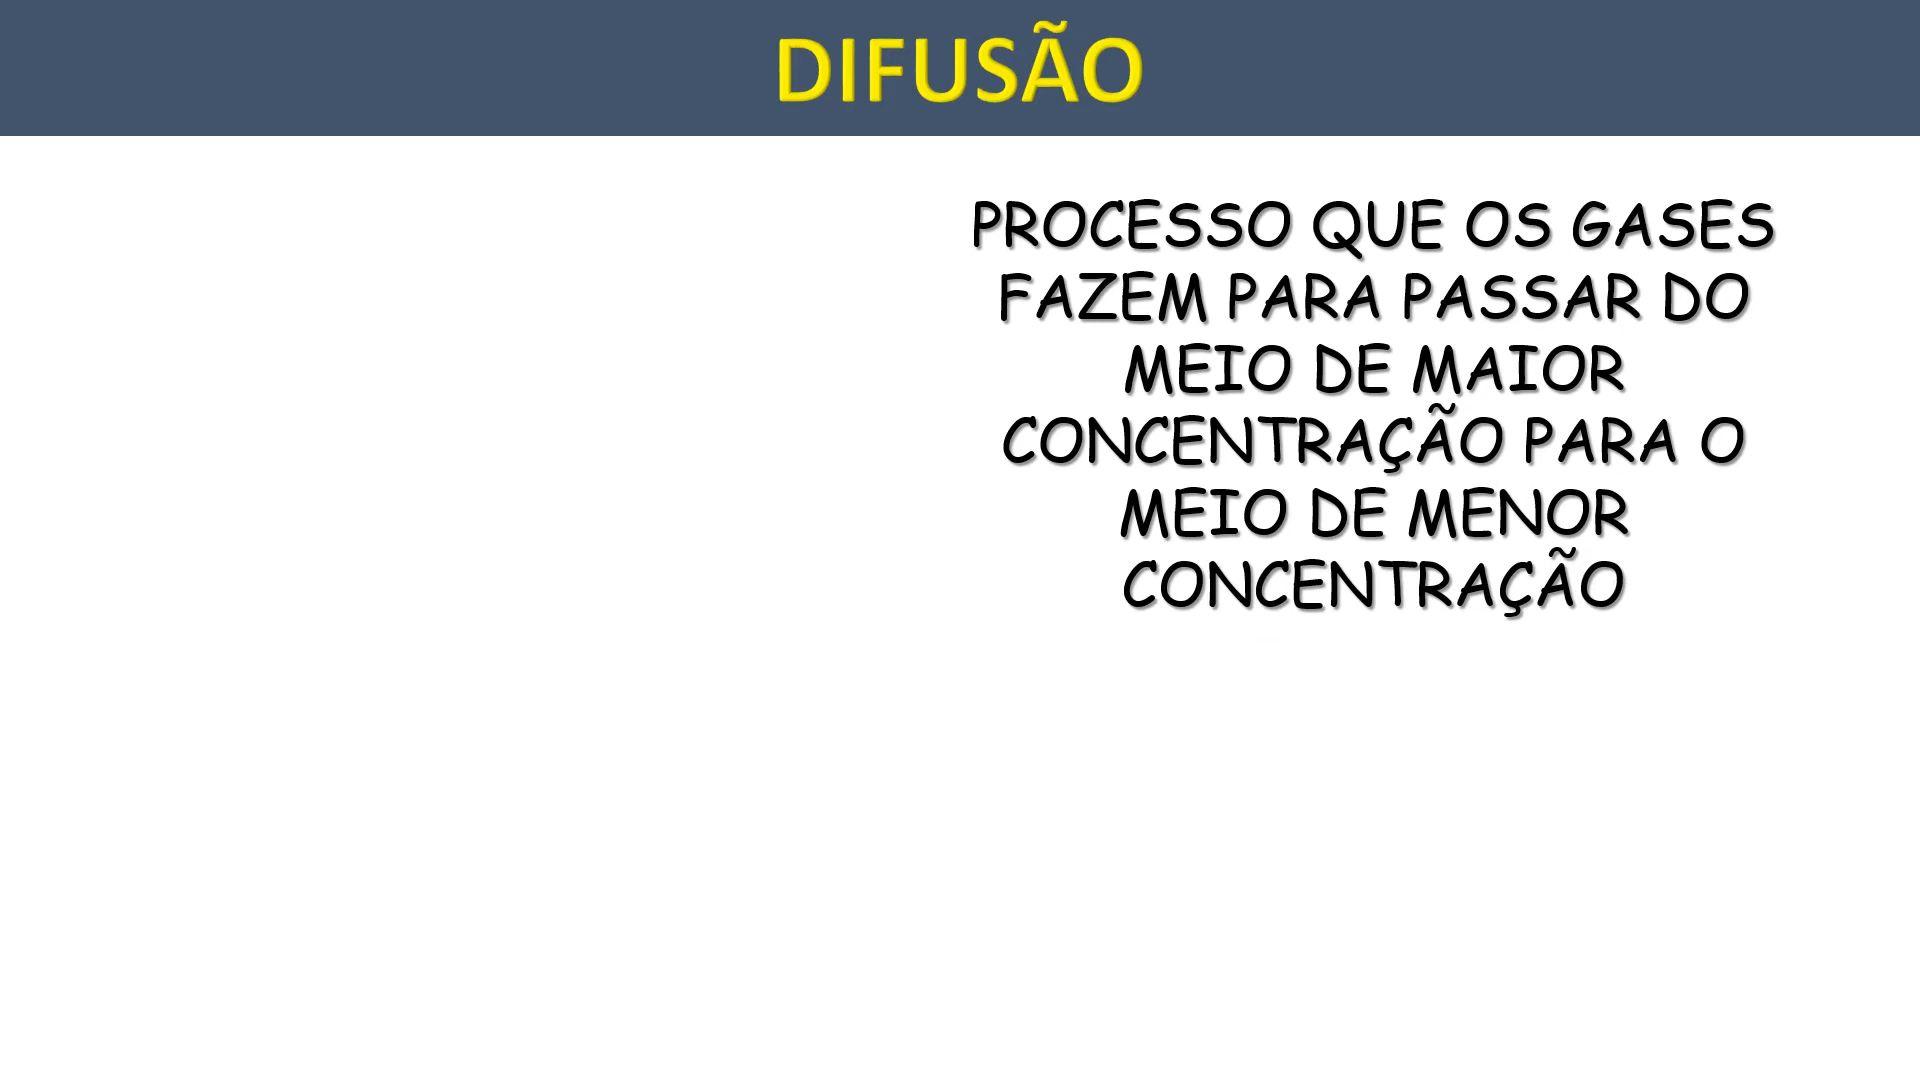 DIFUSÃO
PROCESSO QUE OS GASES
FAZEM PARA PASSAR DO
MEIO DE MAIOR
CONCENTRAÇÃO PARA O
MEIO DE MENOR
CONCENTRAÇÃO